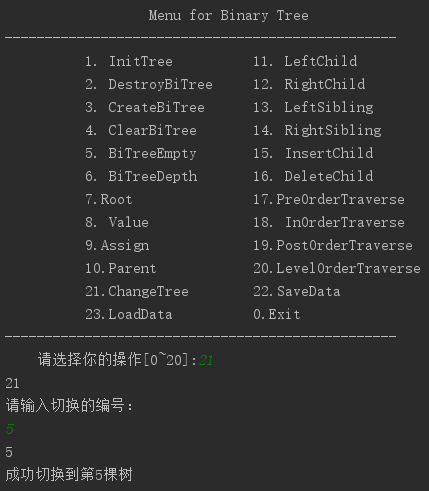 Menu for Binary Tree
-------------------------------------------------
1. InitTree 11. LeftChild
2. DestroyBiTree 12. RightChild
3. CreateBiTree 13. LeftSibling
4. ClearBiTree 14. RightSibling
5. BiTreeEmpty 15. InsertChild
6. BiTreeDepth 16. DeleteChild
7.Root 17.PreOrderTraverse
8. Value 18. InOrderTraverse
9.Assign 19.PostOrderTraverse
10.Parent 20.LevelOrderTraverse
21.ChangeTree 22.SaveData
23.LoadData 0.Exit
-------------------------------------------------
请选择你的操作[0~20]:21
21
请输入切换的编号:
5
5
成功切换到第5棵树